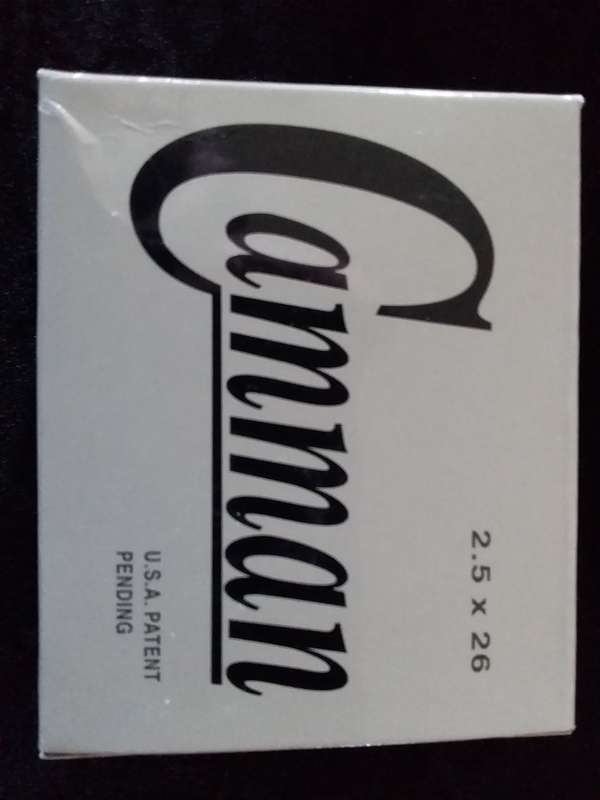 2.5 x 26
Camman
U.S.A. PATENT
PENDING